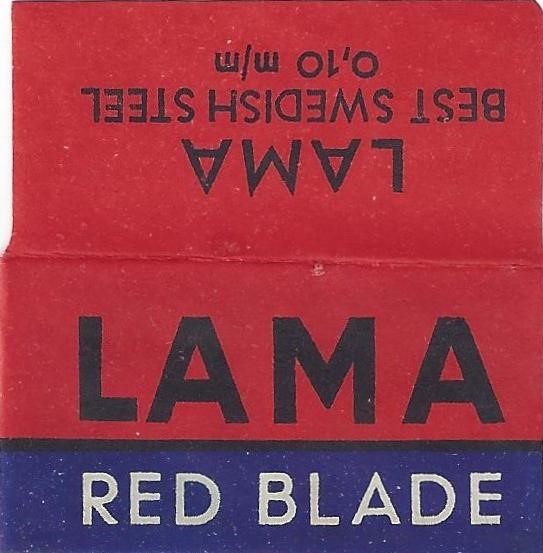 LAMA
BEST SWEDISH STEEL
0,10 m/m
LAMA
RED BLADE